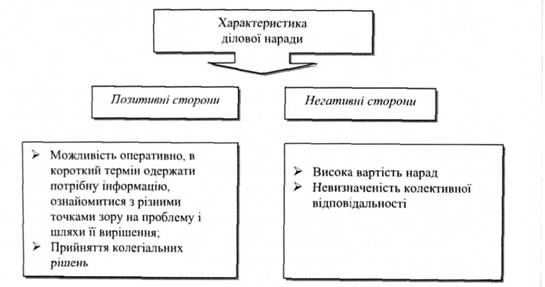 Характеристика
ділової наради
Позитивні сторони
Негативні сторони
➢ Можливість оперативно, в
короткий термін одержати
потрібну інформацію,
ознайомитися з різними
точками зору на проблему і
шляхи її вирішення;
➢ Прийняття колегіальних
рішень
➢ Висока вартість нарад
➢ Невизначеність колективної
відповідальності